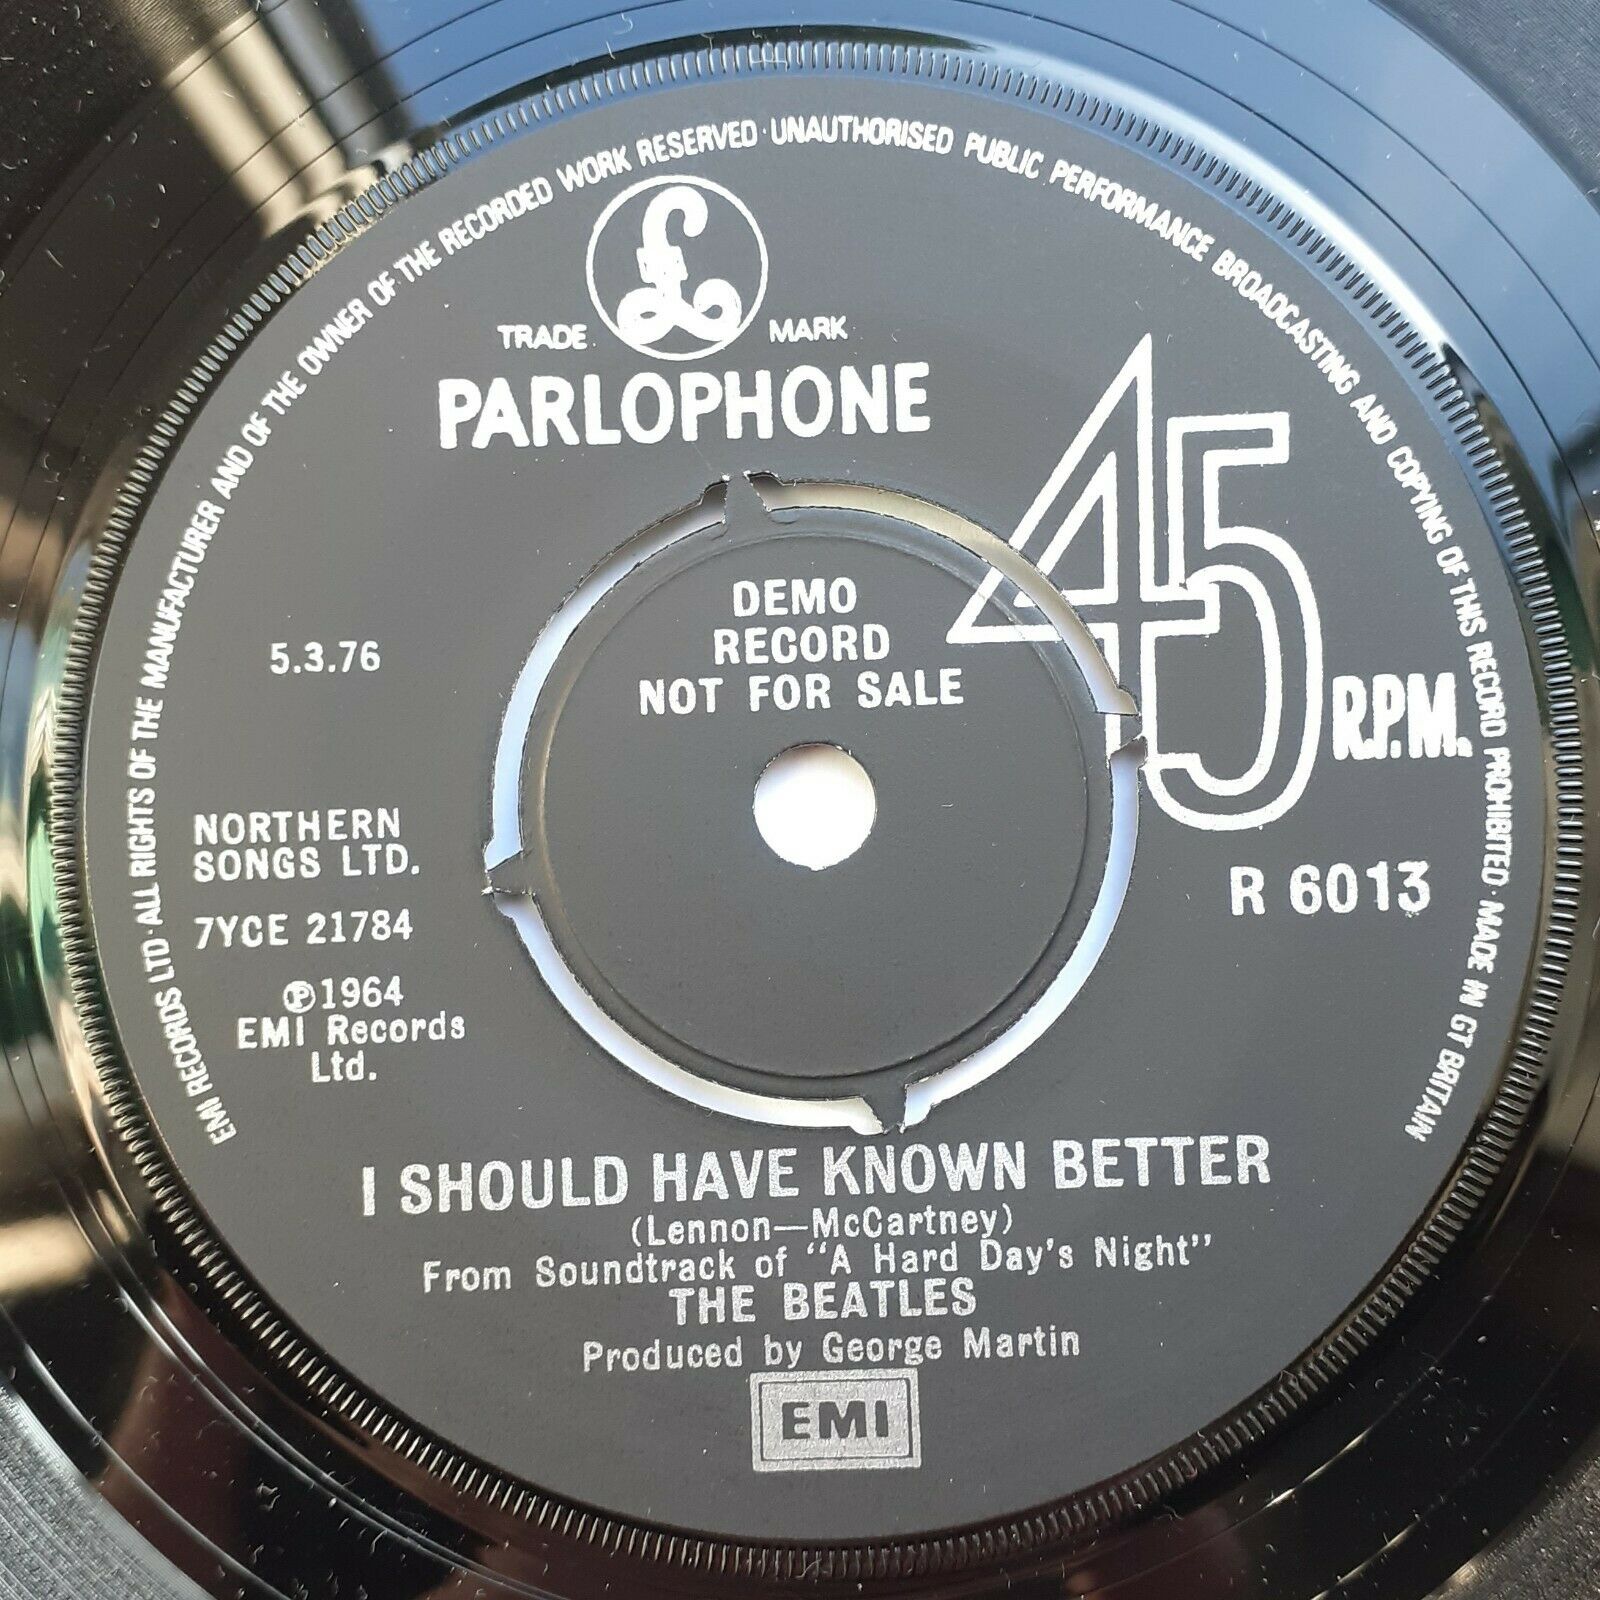 EMI RECORDS LTD · ALL RIGHTS OF THE MANUFACTURER AND OF THE OWNER OF THE RECORDED WORK RESERVED · UNAUTHORISED PUBLIC PERFORMANCE BROADCASTING AND COPYING OF THIS RECORD PROHIBITED · MADE IN GT BRITAIN
£
TRADE MARK
PARLOPHONE
45
R.P.M.
DEMO
RECORD
NOT FOR SALE
5.3.76
NORTHERN
SONGS LTD.
7YCE 21784
℗1964
EMI Records
Ltd.
R 6013
I SHOULD HAVE KNOWN BETTER
(Lennon—McCartney)
From Soundtrack of "A Hard Day's Night"
THE BEATLES
Produced by George Martin
EMI